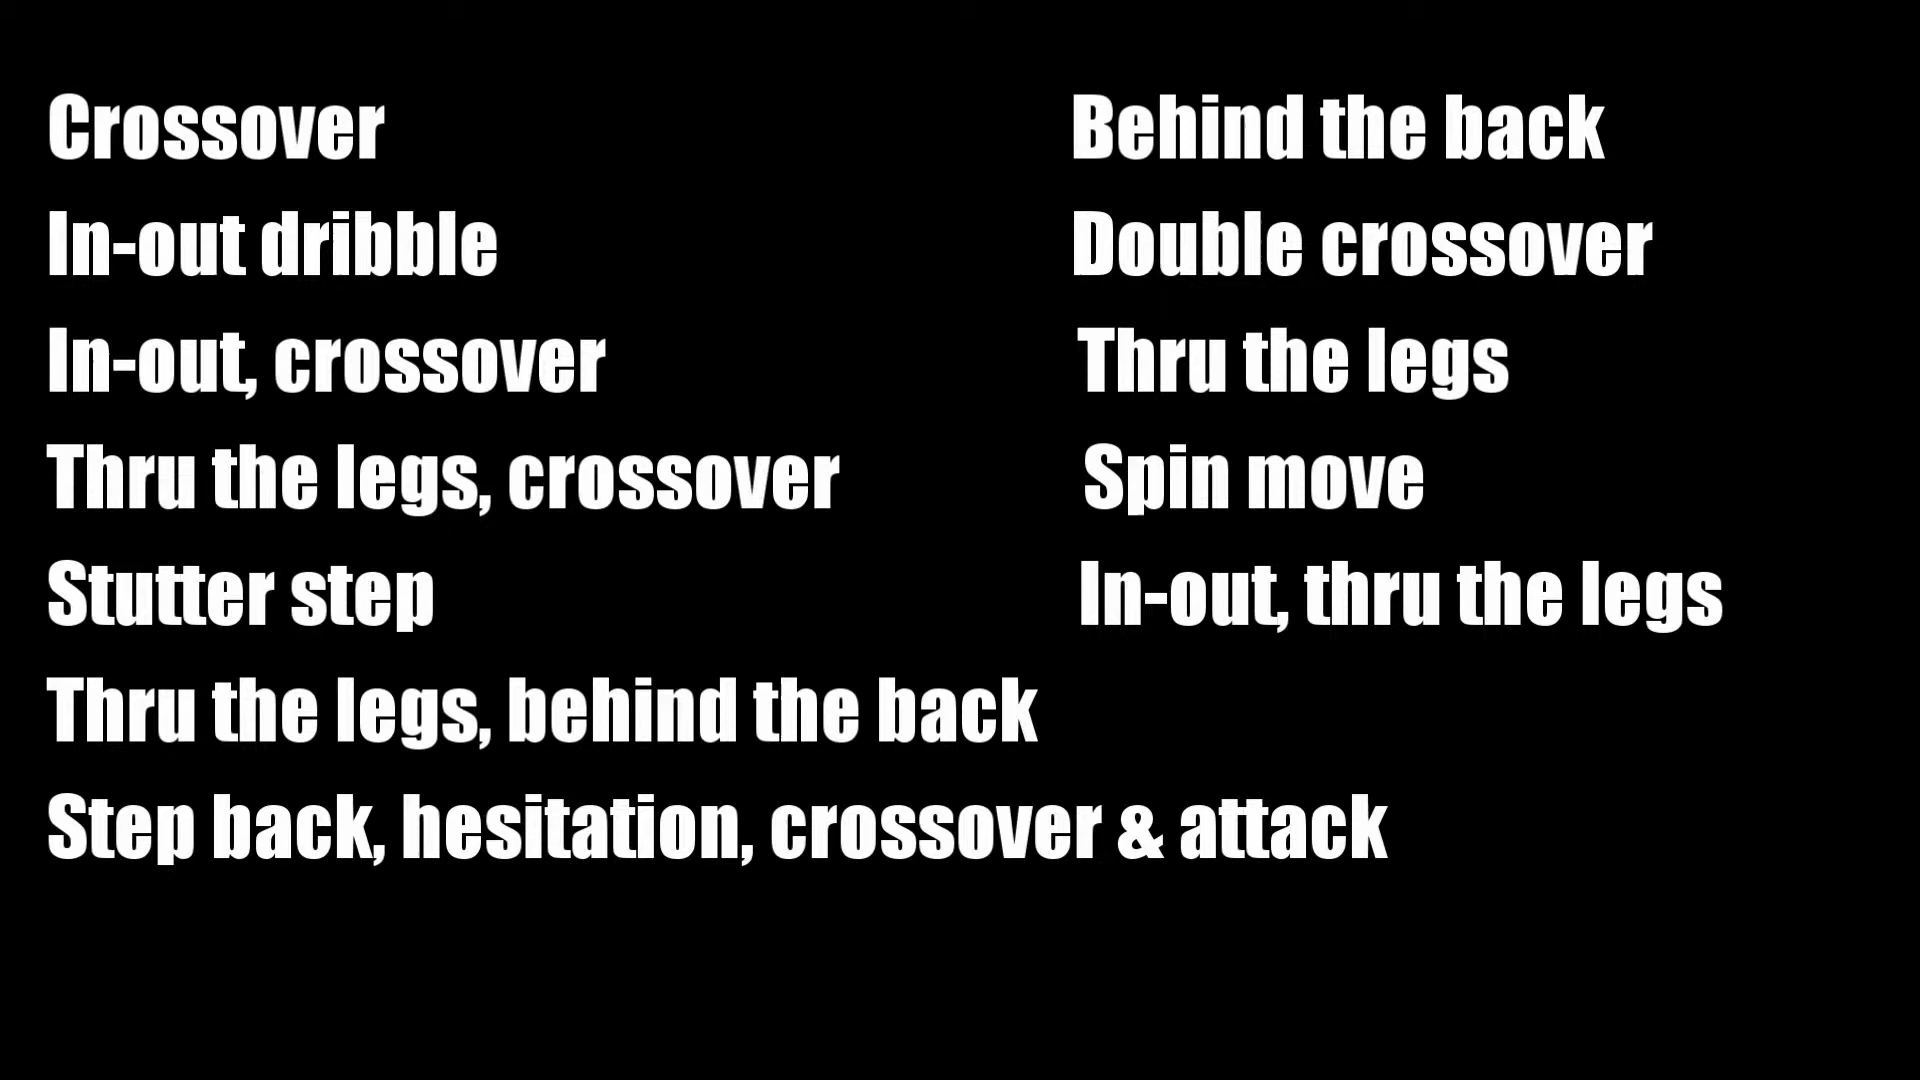 Crossover
In-out dribble
In-out, crossover
Thru the legs, crossover
Stutter step
Thru the legs, behind the back
Step back, hesitation, crossover & attack
Behind the back
Double crossover
Thru the legs
Spin move
In-out, thru the legs